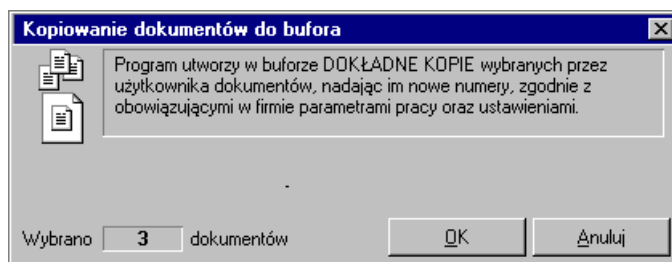 Kopiowanie dokumentów do bufora
Program utworzy w buforze DOKŁADNE KOPIE wybranych przez
użytkownika dokumentów, nadając im nowe numery, zgodnie z
obowiązującymi w firmie parametrami pracy oraz ustawieniami.
Wybrano 3 dokumentów OK Anuluj